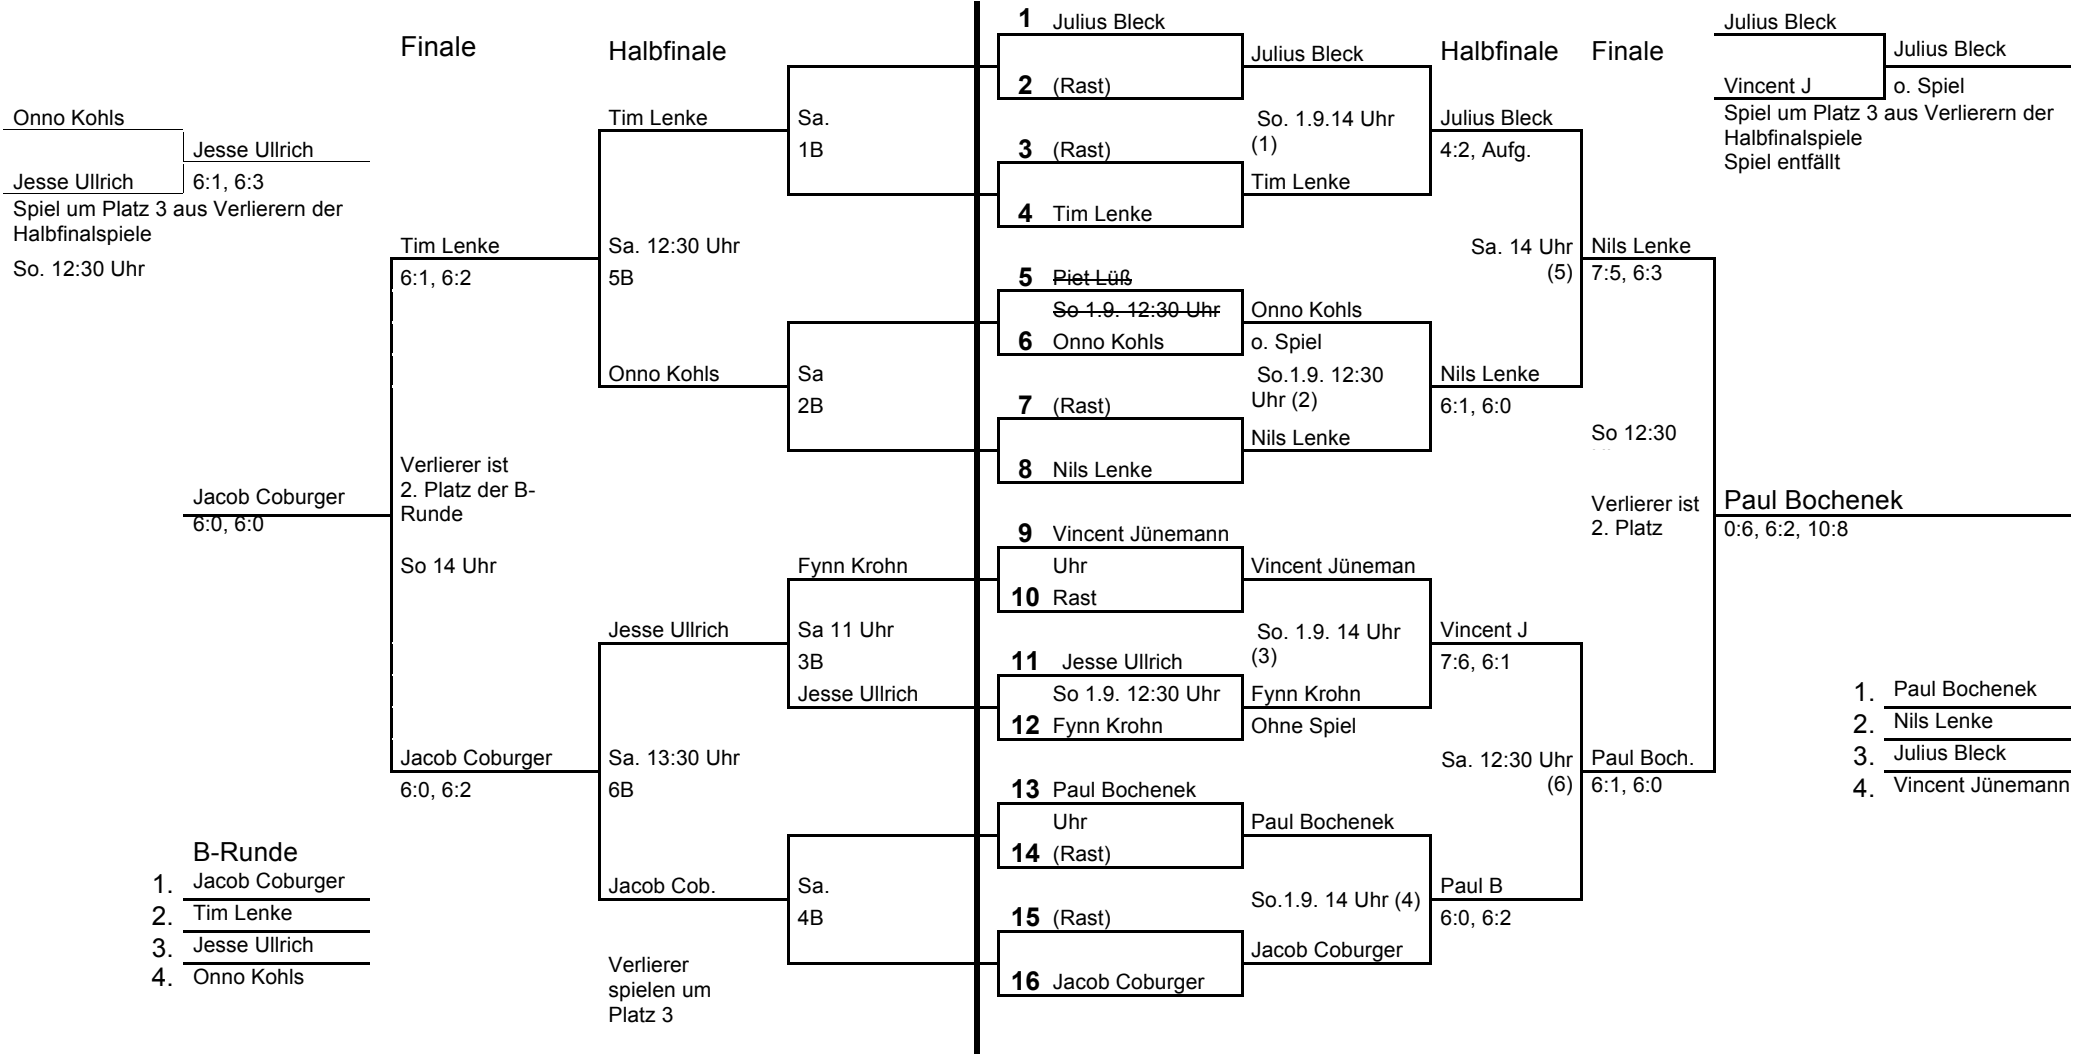 Finale
Halbfinale
Onno Kohls
Jesse Ullrich
Jesse Ullrich
6:1, 6:3
Spiel um Platz 3 aus Verlierern der
Halbfinalspiele
So. 12:30 Uhr
Tim Lenke
6:1, 6:2
Verlierer ist
2. Platz der B-
Runde
So 14 Uhr
Jacob Coburger
6:0, 6:0
Jacob Coburger
6:0, 6:2
B-Runde
1. Jacob Coburger
2. Tim Lenke
3. Jesse Ullrich
4. Onno Kohls
Tim Lenke
Sa. 12:30 Uhr
5B
Onno Kohls
Jesse Ullrich
Sa. 13:30 Uhr
6B
Jacob Cob.
Verlierer
spielen um
Platz 3
Sa.
1B
Sa
2B
Fynn Krohn
Sa 11 Uhr
3B
Jesse Ullrich
Sa.
4B
1 Julius Bleck
2 (Rast)
3 (Rast)
4 Tim Lenke
5 Piet Lüß
So 1.9. 12:30 Uhr
6 Onno Kohls
7 (Rast)
8 Nils Lenke
9 Vincent Jünemann
Uhr
10 Rast
11 Jesse Ullrich
So 1.9. 12:30 Uhr
12 Fynn Krohn
13 Paul Bochenek
Uhr
14 (Rast)
15 (Rast)
16 Jacob Coburger
Julius Bleck
So. 1.9.14 Uhr
(1)
Tim Lenke
Onno Kohls
o. Spiel
So.1.9. 12:30
Uhr (2)
Nils Lenke
Vincent Jüneman
So. 1.9. 14 Uhr
(3)
Fynn Krohn
Ohne Spiel
Paul Bochenek
So.1.9. 14 Uhr (4)
Jacob Coburger
Halbfinale
Julius Bleck
4:2, Aufg.
Sa. 14 Uhr
(5)
Nils Lenke
6:1, 6:0
Vincent J
7:6, 6:1
Sa. 12:30 Uhr
(6)
Paul B
6:0, 6:2
Finale
Nils Lenke
7:5, 6:3
So 12:30
Verlierer ist
2. Platz
Paul Boch.
6:1, 6:0
Julius Bleck
Julius Bleck
Vincent J
o. Spiel
Spiel um Platz 3 aus Verlierern der
Halbfinalspiele
Spiel entfällt
Paul Bochenek
0:6, 6:2, 10:8
1. Paul Bochenek
2. Nils Lenke
3. Julius Bleck
4. Vincent Jünemann